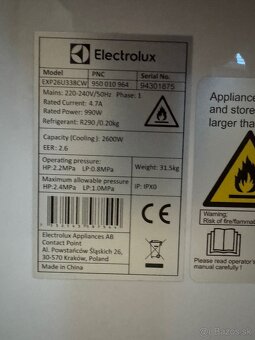 Electrolux
Model PNC Serial No.
EXP26U338CW 950 010 964 94301875
Mains: 220-240V/50Hz Phase: 1
Rated Current: 4.7A
Rated Power: 990W
Refrigerant: R290 /0.20kg
Capacity (Cooling): 2600W
EER: 2.6
Operating pressure:
HP:2.2MPa LP:0.8MPa
Weight: 31.5kg
Maximum allowable pressure
HP:2.4MPa LP:1.0MPa
IP: IPX0
Electrolux Appliances AB
Contact Point
Al. Powstańców Śląskich 26
30-570 Kraków, Poland
Made in China
Applianc
and store
larger tha
Warning;
Risk of fire/flamma
Please read operator's
manual carefully !
bazos.sk